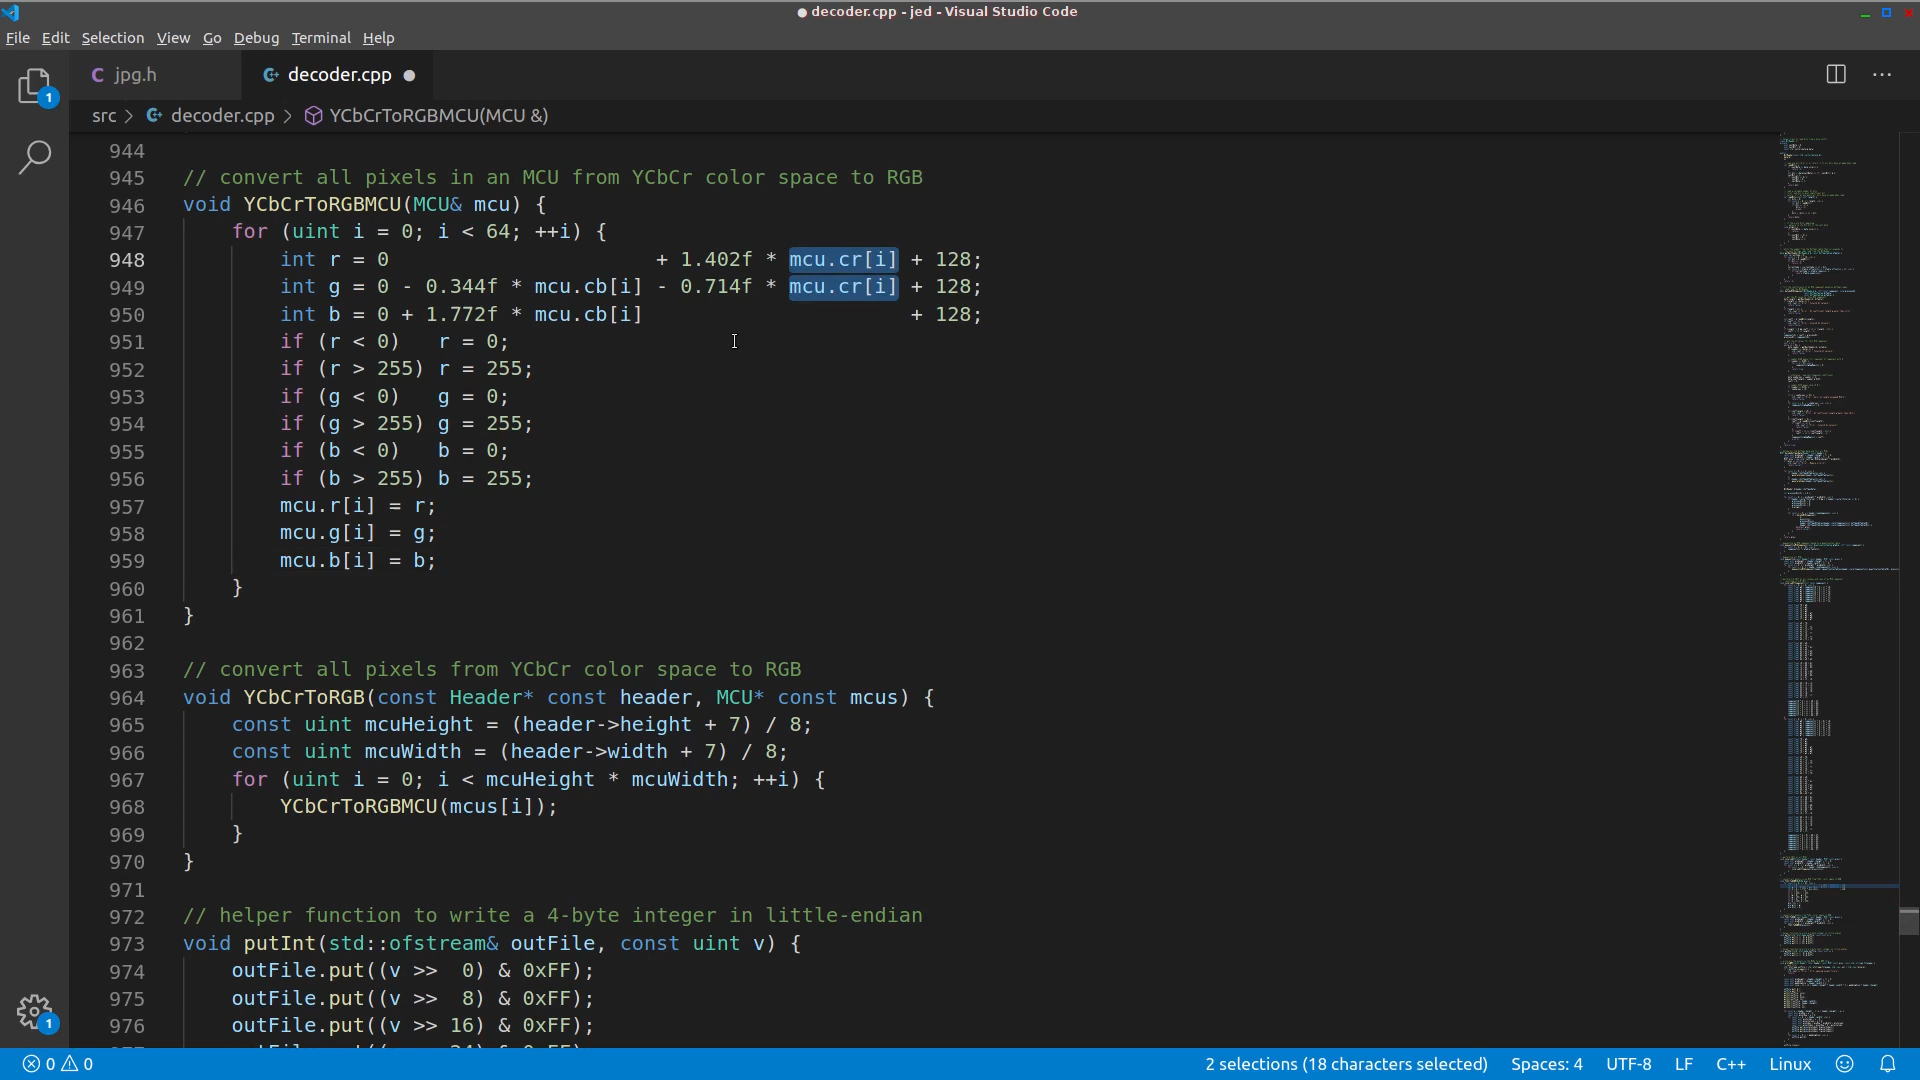 ● decoder.cpp - jed - Visual Studio Code
File Edit Selection View Go Debug Terminal Help
C jpg.h decoder.cpp ●
1
src > decoder.cpp > YCbCrToRGBMCU(MCU &)
944
945 // convert all pixels in an MCU from YCbCr color space to RGB
946 void YCbCrToRGBMCU(MCU& mcu) {
947     for (uint i = 0; i < 64; ++i) {
948         int r = 0                      + 1.402f * mcu.cr[i] + 128;
949         int g = 0 - 0.344f * mcu.cb[i] - 0.714f * mcu.cr[i] + 128;
950         int b = 0 + 1.772f * mcu.cb[i]                      + 128;
951         if (r < 0)   r = 0;
952         if (r > 255) r = 255;
953         if (g < 0)   g = 0;
954         if (g > 255) g = 255;
955         if (b < 0)   b = 0;
956         if (b > 255) b = 255;
957         mcu.r[i] = r;
958         mcu.g[i] = g;
959         mcu.b[i] = b;
960     }
961 }
962
963 // convert all pixels from YCbCr color space to RGB
964 void YCbCrToRGB(const Header* const header, MCU* const mcus) {
965     const uint mcuHeight = (header->height + 7) / 8;
966     const uint mcuWidth = (header->width + 7) / 8;
967     for (uint i = 0; i < mcuHeight * mcuWidth; ++i) {
968         YCbCrToRGBMCU(mcus[i]);
969     }
970 }
971
972 // helper function to write a 4-byte integer in little-endian
973 void putInt(std::ofstream& outFile, const uint v) {
974     outFile.put((v >>  0) & 0xFF);
975     outFile.put((v >>  8) & 0xFF);
976     outFile.put((v >> 16) & 0xFF);
1
0 0 2 selections (18 characters selected) Spaces: 4 UTF-8 LF C++ Linux